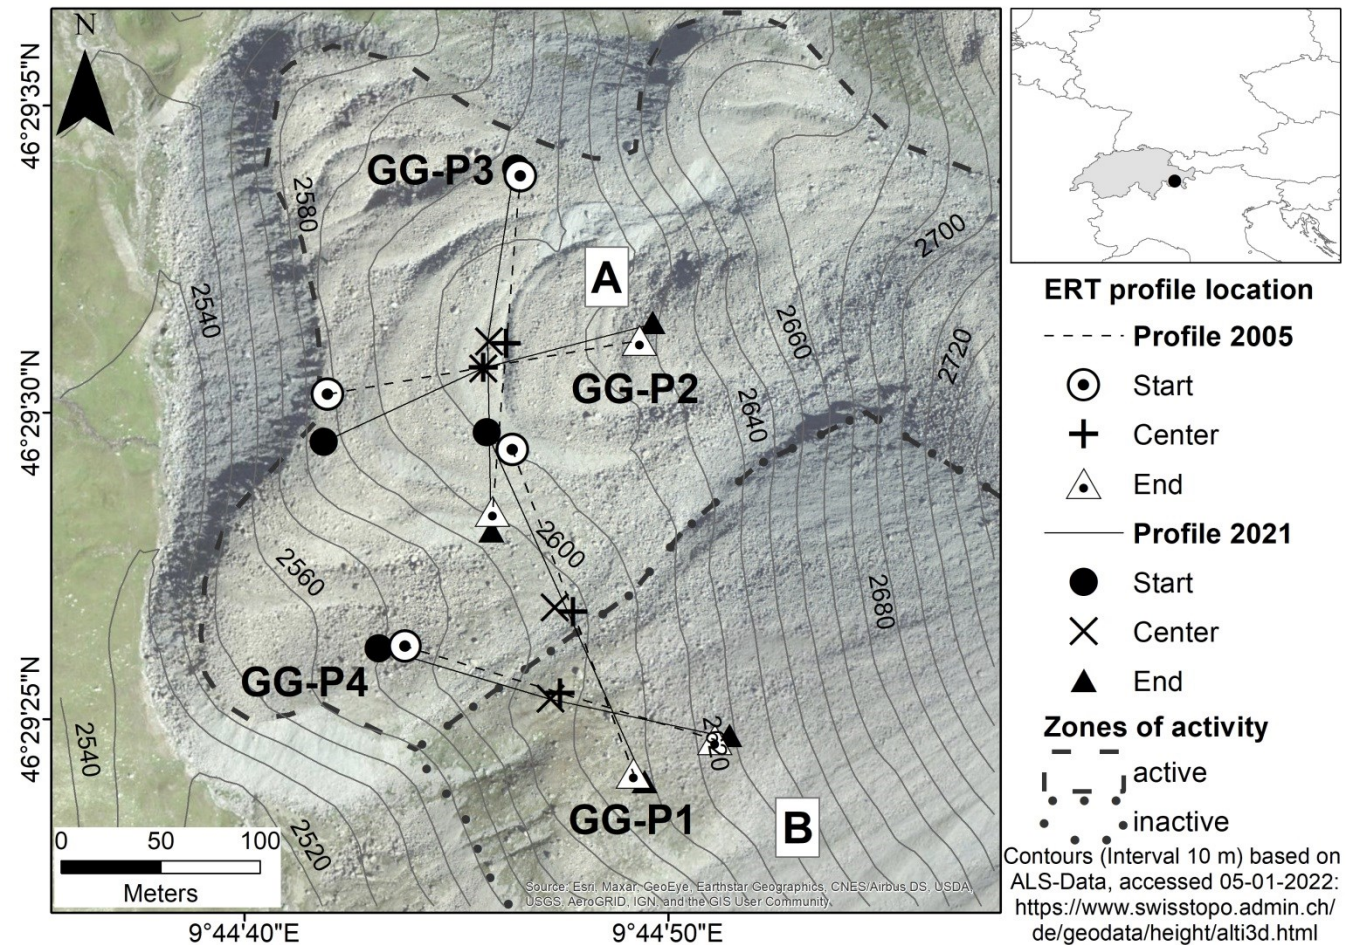 N
46°29'35"N
46°29'30"N
46°29'25"N
9°44'40"E
9°44'50"E
GG-P3
A
GG-P2
GG-P4
GG-P1
B
2580
2540
2700
2660
2720
2640
2600
2560
2680
2540
2620
2520
0 50 100
Meters
Source: Esri, Maxar, GeoEye, Earthstar Geographics, CNES/Airbus DS, USDA,
USGS, AeroGRID, IGN, and the GIS User Community
ERT profile location
Profile 2005
Start
Center
End
Profile 2021
Start
Center
End
Zones of activity
active
inactive
Contours (Interval 10 m) based on
ALS-Data, accessed 05-01-2022:
https://www.swisstopo.admin.ch/
de/geodata/height/alti3d.html